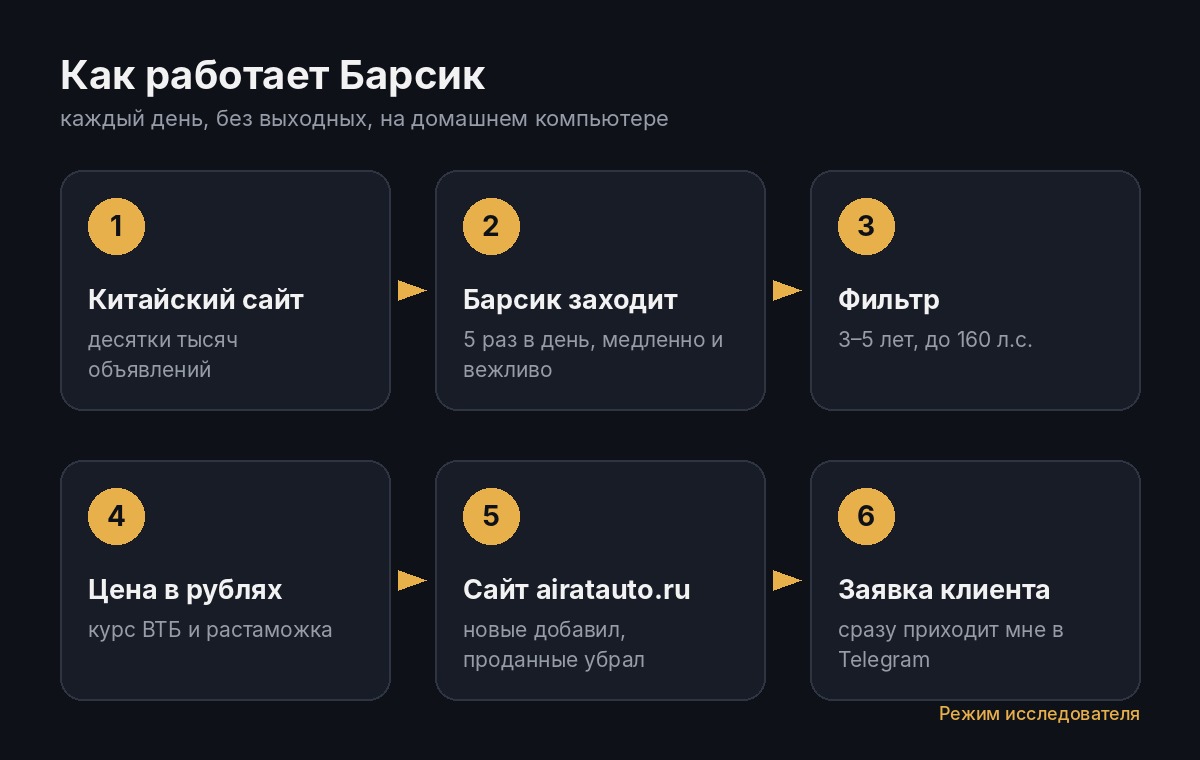 Как работает Барсик
каждый день, без выходных, на домашнем компьютере
1
Китайский сайт
десятки тысяч
объявлений
2
Барсик заходит
5 раз в день, медленно и
вежливо
3
Фильтр
3–5 лет, до 160 л.с.
4
Цена в рублях
курс ВТБ и растаможка
5
Сайт airatauto.ru
новые добавил,
проданные убрал
6
Заявка клиента
сразу приходит мне в
Telegram
Режим исследователя